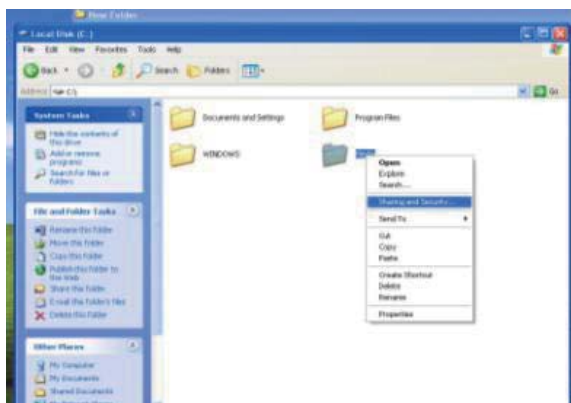 New Folder
Local Disk (C:)
File Edit View Favorites Tools Help
Back Search Folders
Address C:\ Go
System Tasks
Hide the contents of
this drive
Add or remove
programs
Search for files or
folders
File and Folder Tasks
Rename this folder
Move this folder
Copy this folder
Publish this folder to
the Web
Share this folder
E-mail this folder's files
Delete this folder
Other Places
My Computer
My Documents
Shared Documents
Documents and Settings
Program Files
WINDOWS
Open
Explore
Search...
Sharing and Security...
Send To
Cut
Copy
Paste
Create Shortcut
Delete
Rename
Properties